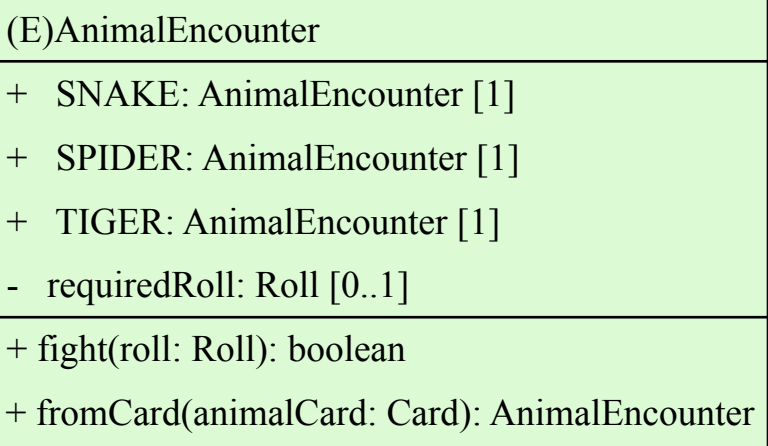 (E)AnimalEncounter
+ SNAKE: AnimalEncounter [1]
+ SPIDER: AnimalEncounter [1]
+ TIGER: AnimalEncounter [1]
- requiredRoll: Roll [0..1]
+ fight(roll: Roll): boolean
+ fromCard(animalCard: Card): AnimalEncounter